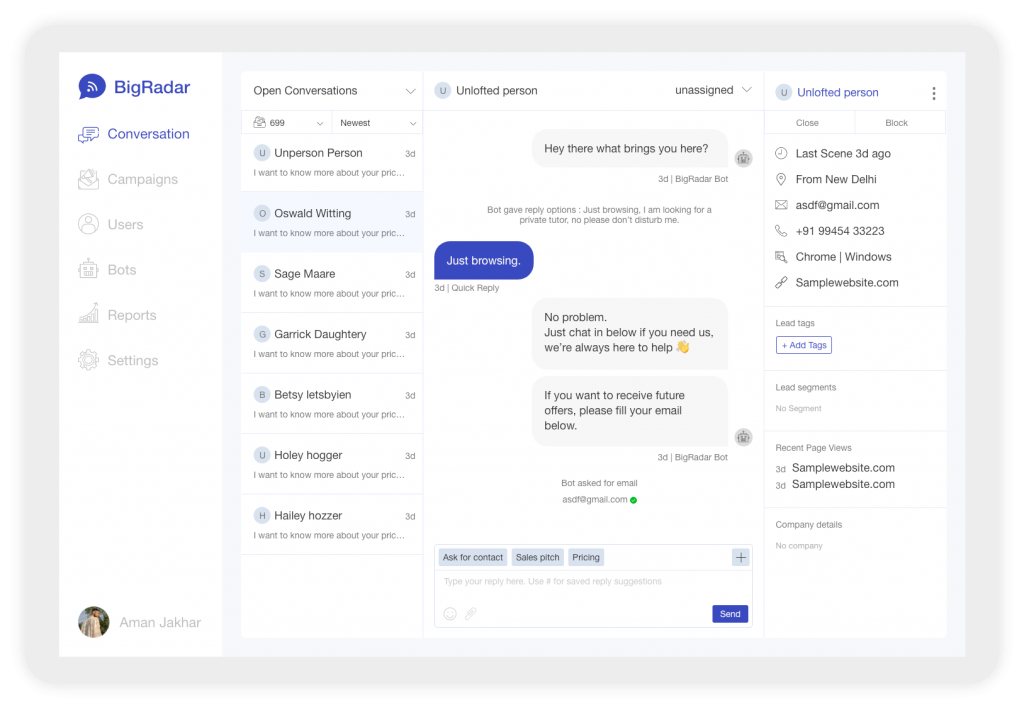 BigRadar
Conversation
Campaigns
Users
Bots
Reports
Settings
Aman Jakhar
Open Conversations
699
Newest
U Unperson Person 3d
I want to know more about your pric...
O Oswald Witting 3d
I want to know more about your pric...
S Sage Maare 3d
I want to know more about your pric...
G Garrick Daughtery 3d
I want to know more about your pric...
B Betsy letsbyien 3d
I want to know more about your pric...
U Holey hogger 3d
I want to know more about your pric...
H Hailey hozzer 3d
I want to know more about your pric...
U Unlofted person unassigned
Hey there what brings you here?
3d | BigRadar Bot
Bot gave reply options : Just browsing, I am looking for a
private tutor, no please don't disturb me.
Just browsing.
3d | Quick Reply
No problem.
Just chat in below if you need us,
we're always here to help 👋
If you want to receive future
offers, please fill your email
below.
3d | BigRadar Bot
Bot asked for email
asdf@gmail.com
Ask for contact Sales pitch Pricing +
Type your reply here. Use # for saved reply suggestions
Send
U Unlofted person
Close Block
Last Scene 3d ago
From New Delhi
asdf@gmail.com
+91 99454 33223
Chrome | Windows
Samplewebsite.com
Lead tags
+ Add Tags
Lead segments
No Segment
Recent Page Views
3d Samplewebsite.com
3d Samplewebsite.com
Company details
No company